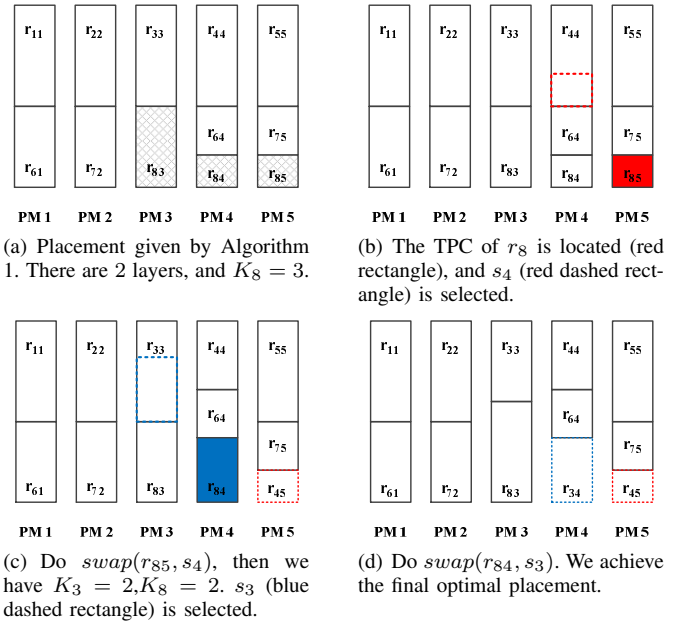 r11 r22 r33 r44 r55
r64 r75
r61 r72 r83 r84 r85
PM 1 PM 2 PM 3 PM 4 PM 5
(a) Placement given by Algorithm
1. There are 2 layers, and K8 = 3.
r11 r22 r33 r44 r55
r64 r75
r61 r72 r83 r84 r85
PM 1 PM 2 PM 3 PM 4 PM 5
(b) The TPC of r8 is located (red
rectangle), and s4 (red dashed rect-
angle) is selected.
r11 r22 r33 r44 r55
r64 r75
r61 r72 r83 r84 r45
PM 1 PM 2 PM 3 PM 4 PM 5
(c) Do swap(r85, s4), then we
have K3 = 2,K8 = 2. s3 (blue
dashed rectangle) is selected.
r11 r22 r33 r44 r55
r64 r75
r61 r72 r83 r34 r45
PM 1 PM 2 PM 3 PM 4 PM 5
(d) Do swap(r84, s3). We achieve
the final optimal placement.